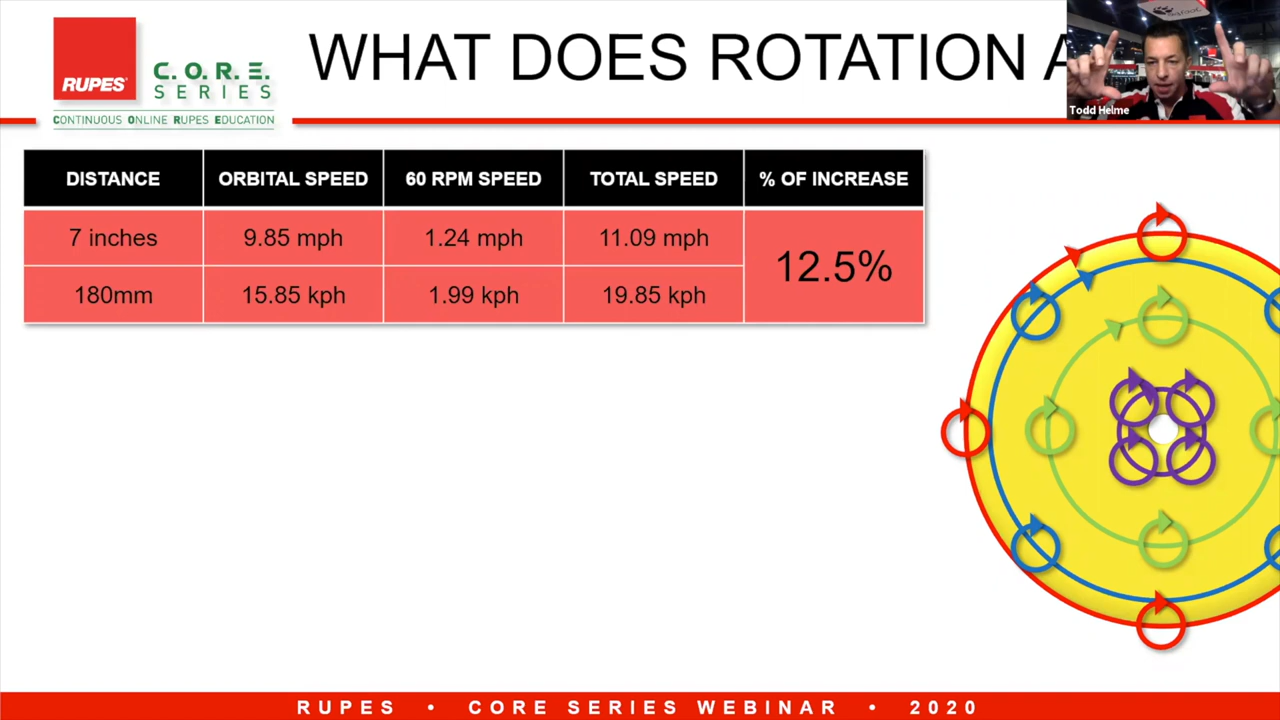 RUPES
C.O.R.E.
SERIES
CONTINUOUS ONLINE RUPES EDUCATION
WHAT DOES ROTATION A
Todd Helme
DISTANCE ORBITAL SPEED 60 RPM SPEED TOTAL SPEED % OF INCREASE
7 inches 9.85 mph 1.24 mph 11.09 mph
12.5%
180mm 15.85 kph 1.99 kph 19.85 kph
RUPES • CORE SERIES WEBINAR • 2020